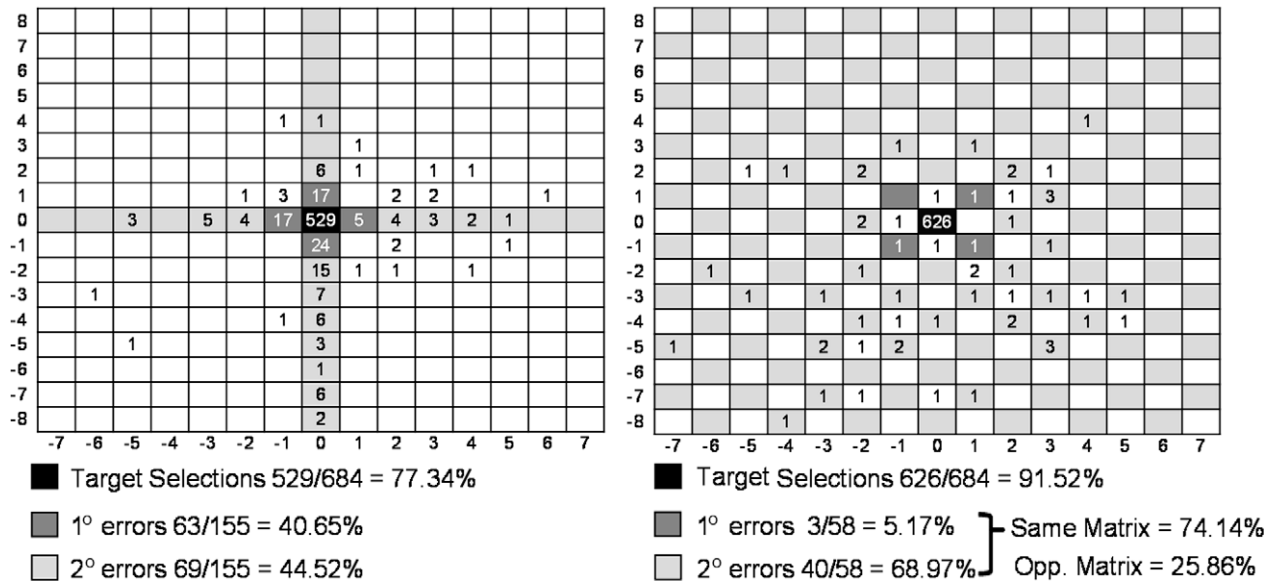 8
7
6
5
4 1 1
3 1
2 6 1 1 1
1 1 3 17 2 2 1
0 3 5 4 17 529 5 4 3 2 1
-1 24 2 1
-2 15 1 1 1
-3 1 7
-4 1 6
-5 1 3
-6 1
-7 6
-8 2
-7 -6 -5 -4 -3 -2 -1 0 1 2 3 4 5 6 7
Target Selections 529/684 = 77.34%
1° errors 63/155 = 40.65%
2° errors 69/155 = 44.52%
8
7
6
5
4 1
3 1 1
2 1 1 2 2 1
1 1 1 1 3
0 2 1 626 1
-1 1 1 1 1
-2 1 1 2 1
-3 1 1 1 1 1 1 1 1
-4 1 1 1 2 1 1
-5 1 2 1 2 3
-6
-7 1 1 1 1
-8 1
-7 -6 -5 -4 -3 -2 -1 0 1 2 3 4 5 6 7
Target Selections 626/684 = 91.52%
1° errors 3/58 = 5.17%
2° errors 40/58 = 68.97%
Same Matrix = 74.14%
Opp. Matrix = 25.86%